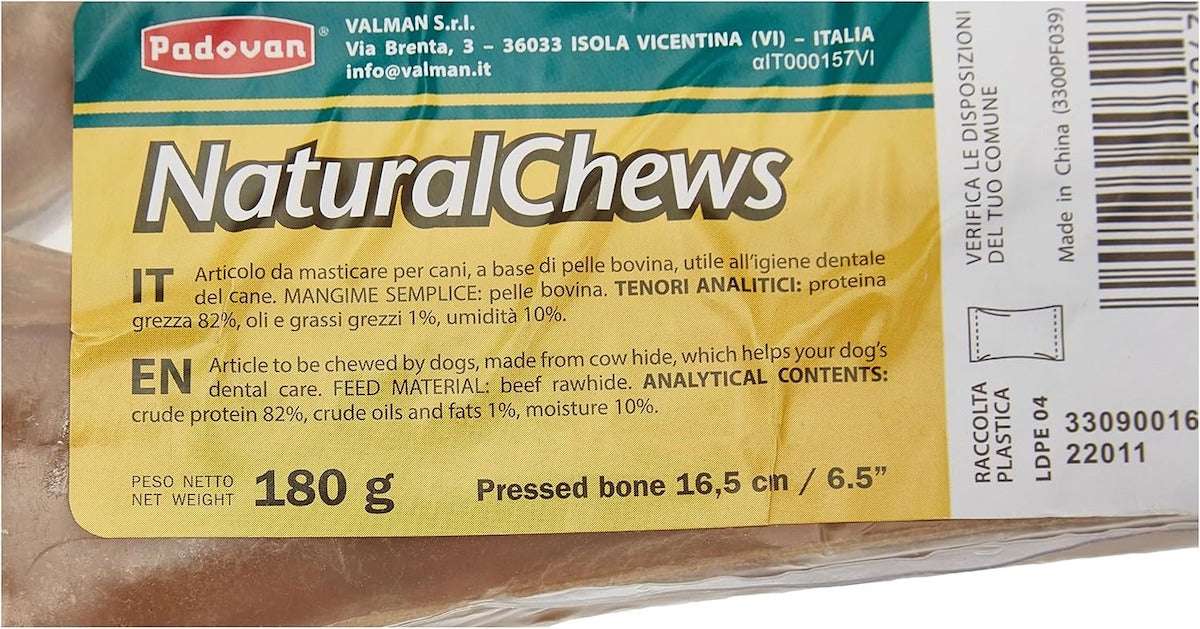 Padovan®
VALMAN S.r.l.
Via Brenta, 3 – 36033 ISOLA VICENTINA (VI) – ITALIA
info@valman.it
αIT000157VI
NaturalChews
IT Articolo da masticare per cani, a base di pelle bovina, utile all'igiene dentale
del cane. MANGIME SEMPLICE: pelle bovina. TENORI ANALITICI: proteina
grezza 82%, oli e grassi grezzi 1%, umidità 10%.
EN Article to be chewed by dogs, made from cow hide, which helps your dog's
dental care. FEED MATERIAL: beef rawhide. ANALYTICAL CONTENTS:
crude protein 82%, crude oils and fats 1%, moisture 10%.
PESO NETTO
NET WEIGHT
180 g
Pressed bone 16,5 cm / 6.5”
VERIFICA LE DISPOSIZIONI
DEL TUO COMUNE
Made in China (3300PF039)
RACCOLTA
PLASTICA
LDPE 04
33090016
22011